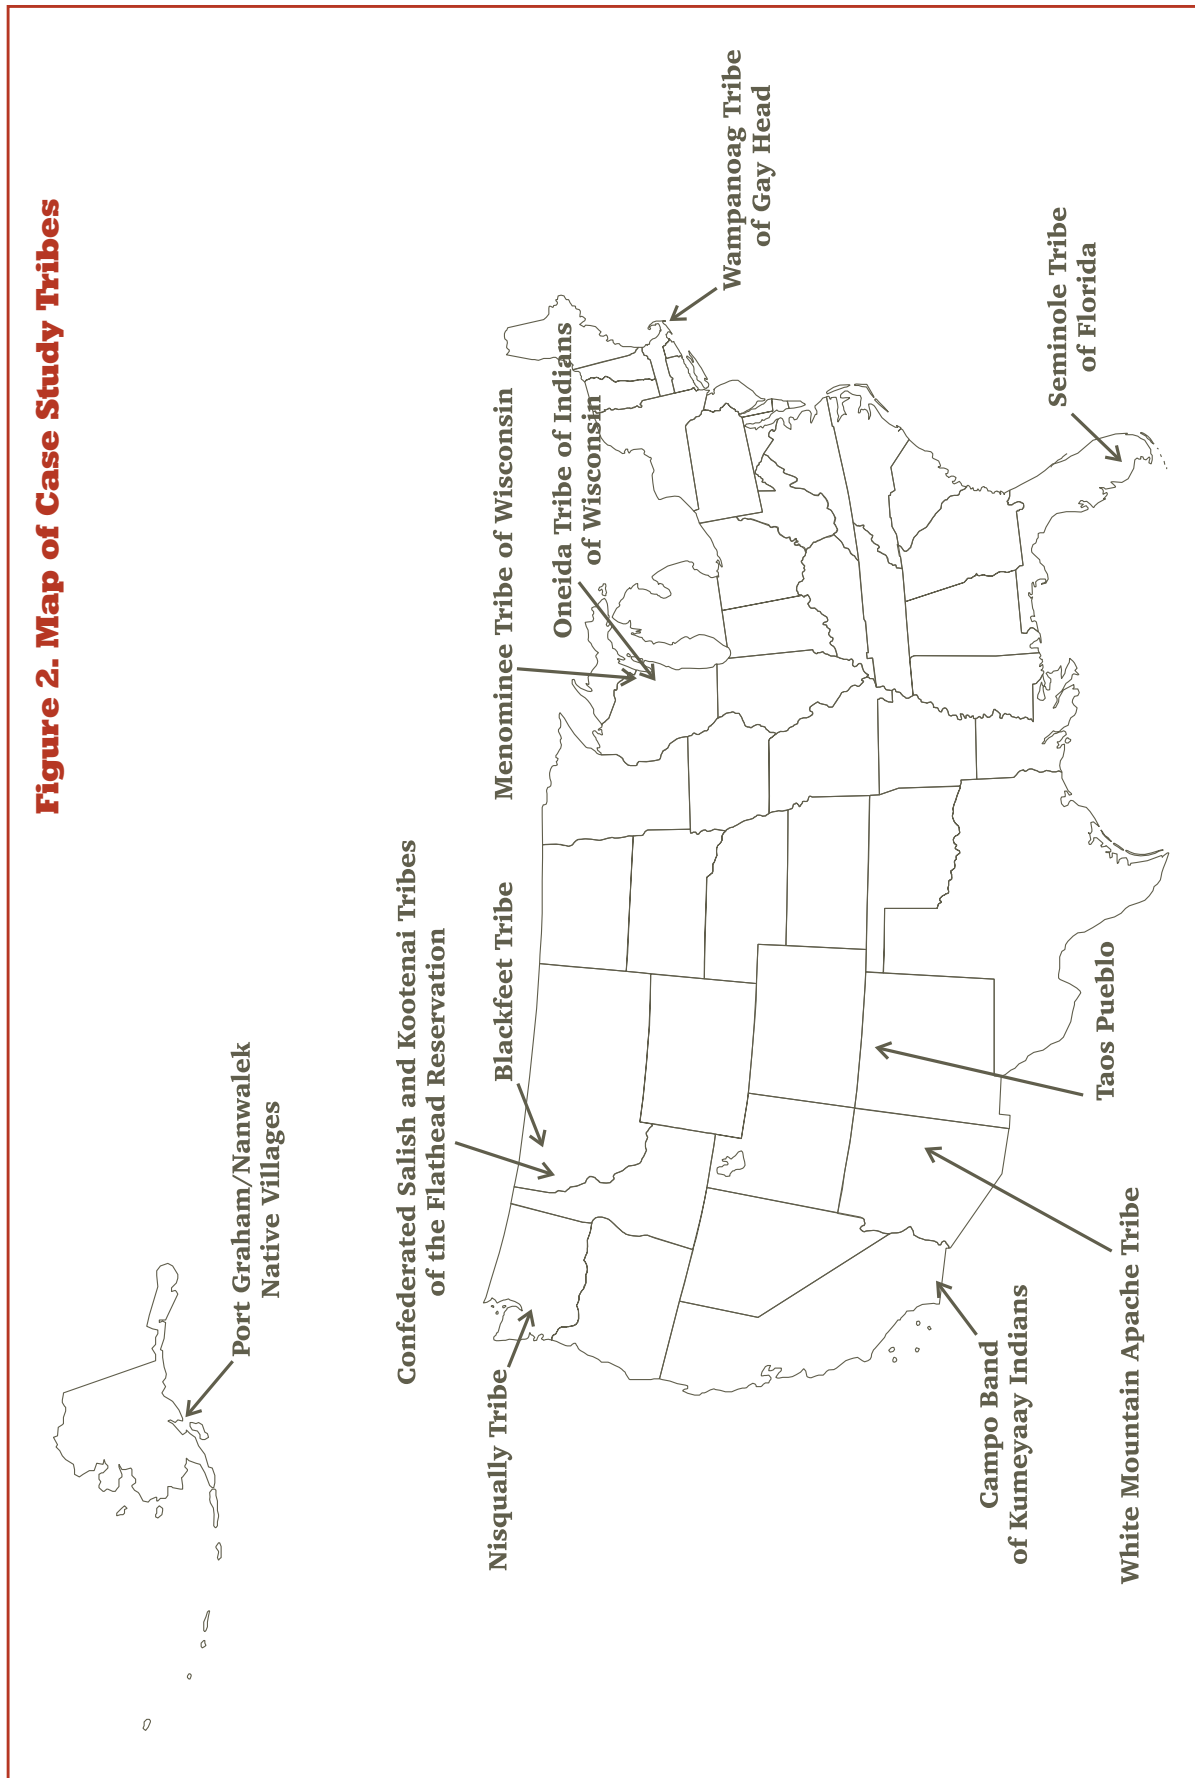 Figure 2. Map of Case Study Tribes
Port Graham/Nanwalek
Native Villages
Confederated Salish and Kootenai Tribes
of the Flathead Reservation
Nisqually Tribe
Blackfeet Tribe
Menominee Tribe of Wisconsin
Oneida Tribe of Indians
of Wisconsin
Wampanoag Tribe
of Gay Head
Campo Band
of Kumeyaay Indians
Seminole Tribe
of Florida
Taos Pueblo
White Mountain Apache Tribe